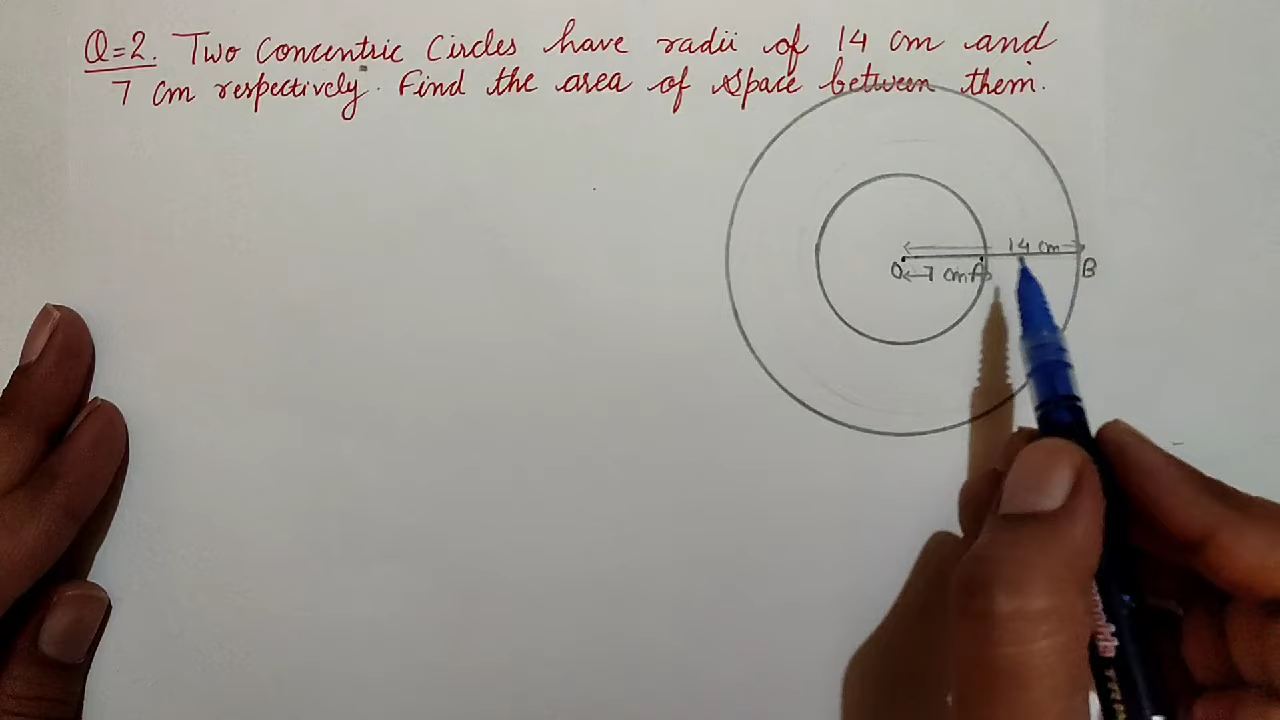 Q=2. Two Concentric Circles have radii of 14 cm and
7 cm respectively. Find the area of space between them.
14 cm
O 7 cm A B